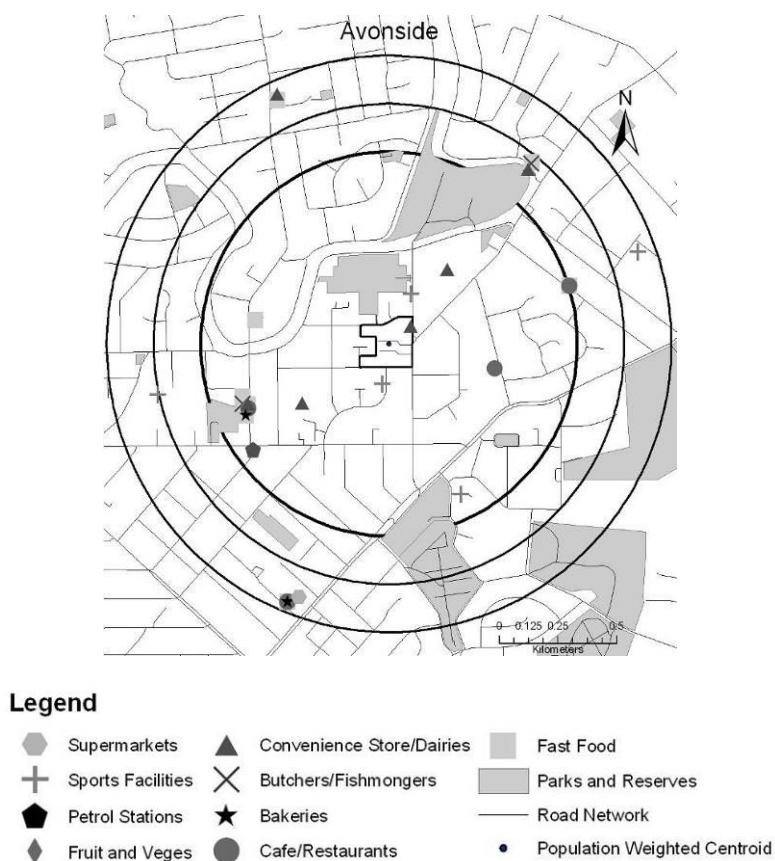 Avonside
N
0 0.125 0.25 0.5
Kilometers
Legend
Supermarkets
Convenience Store/Dairies
Fast Food
Sports Facilities
Butchers/Fishmongers
Parks and Reserves
Petrol Stations
Bakeries
Road Network
Fruit and Veges
Cafe/Restaurants
Population Weighted Centroid